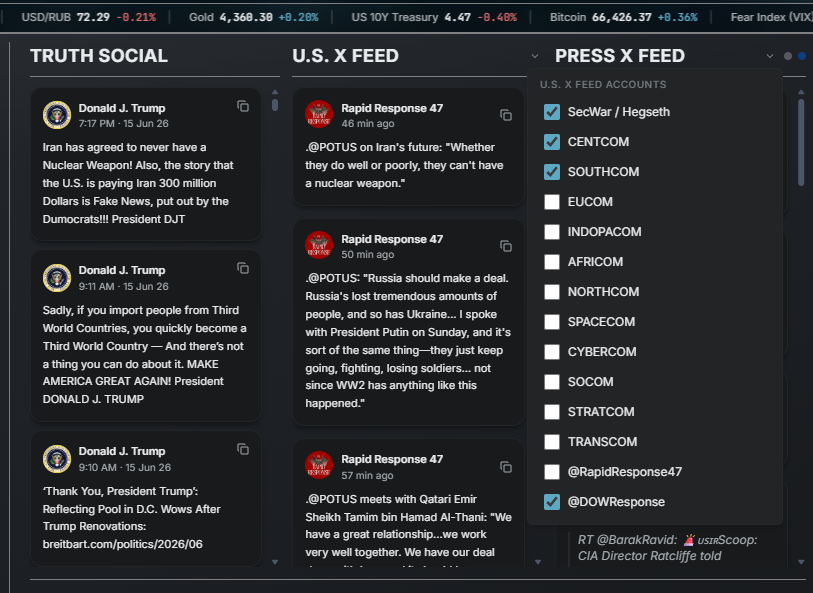 USD/RUB 72.29 -0.21% Gold 4,360.30 +0.20% US 10Y Treasury 4.47 -0.40% Bitcoin 66,426.37 +0.36% Fear Index (VIX)
TRUTH SOCIAL
Donald J. Trump
7:17 PM · 15 Jun 26
Iran has agreed to never have a
Nuclear Weapon! Also, the story that
the U.S. is paying Iran 300 million
Dollars is Fake News, put out by the
Dumocrats!!! President DJT
Donald J. Trump
9:11 AM · 15 Jun 26
Sadly, if you import people from Third
World Countries, you quickly become a
Third World Country — And there's not
a thing you can do about it. MAKE
AMERICA GREAT AGAIN! President
DONALD J. TRUMP
Donald J. Trump
9:10 AM · 15 Jun 26
‘Thank You, President Trump’:
Reflecting Pool in D.C. Wows After
Trump Renovations:
breitbart.com/politics/2026/06
U.S. X FEED
Rapid Response 47
46 min ago
.@POTUS on Iran's future: "Whether
they do well or poorly, they can't have
a nuclear weapon."
Rapid Response 47
50 min ago
.@POTUS: "Russia should make a deal.
Russia's lost tremendous amounts of
people, and so has Ukraine... I spoke
with President Putin on Sunday, and it's
sort of the same thing—they just keep
going, fighting, losing soldiers... not
since WW2 has anything like this
happened."
Rapid Response 47
57 min ago
.@POTUS meets with Qatari Emir
Sheikh Tamim bin Hamad Al-Thani: "We
have a great relationship...we work
very well together. We have our deal
PRESS X FEED
U.S. X FEED ACCOUNTS
SecWar / Hegseth
CENTCOM
SOUTHCOM
EUCOM
INDOPACOM
AFRICOM
NORTHCOM
SPACECOM
CYBERCOM
SOCOM
STRATCOM
TRANSCOM
@RapidResponse47
@DOWResponse
RT @BarakRavid: 🚨🇺🇸🇮🇷Scoop:
CIA Director Ratcliffe told